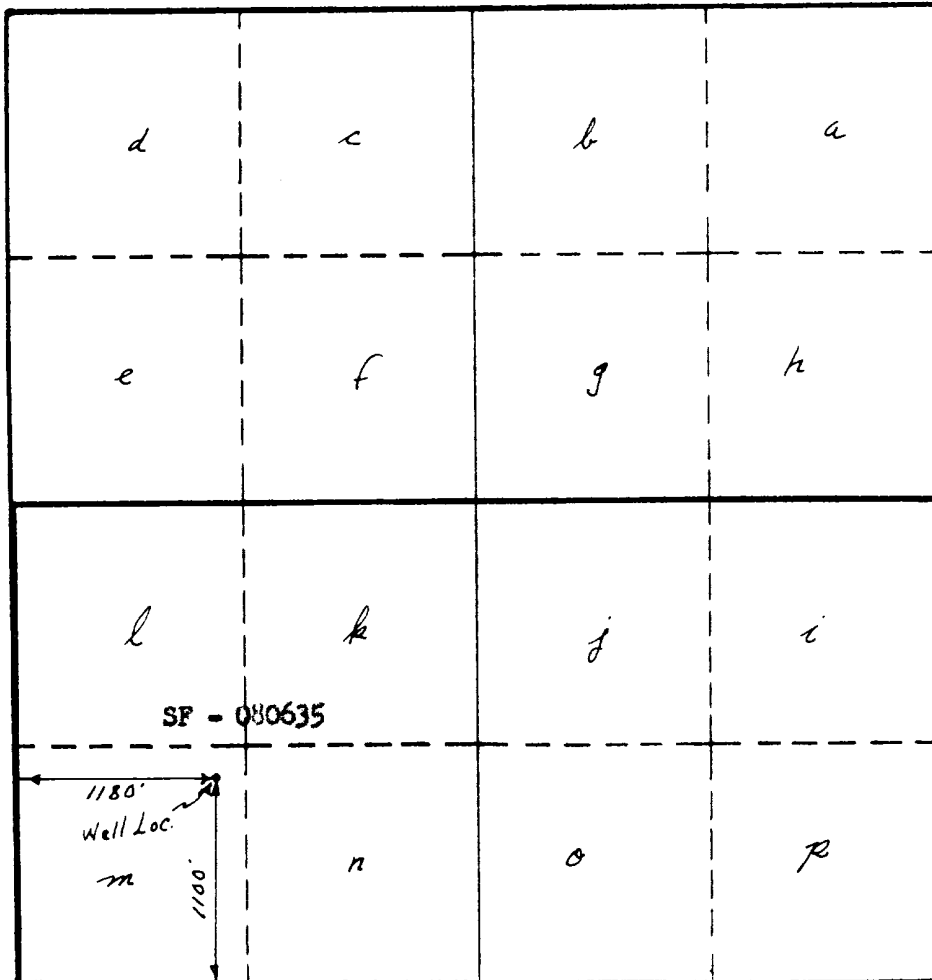 d c b a
e f g h
l k j i
SF - 080635
1180'
Well Loc.
m n o p
1100'